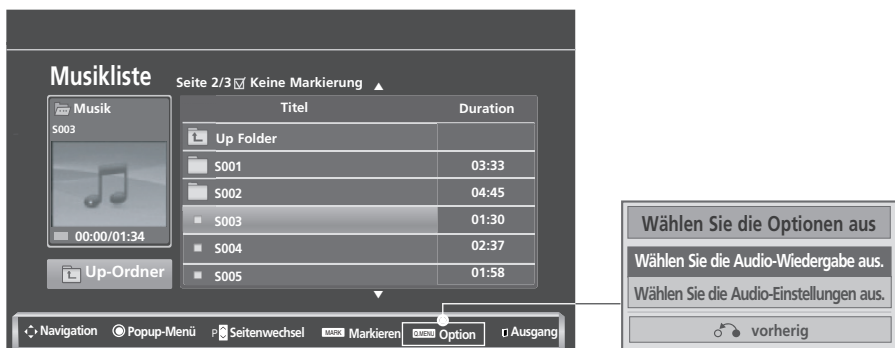 Musikliste
Seite 2/3 Keine Markierung
Musik
S003
00:00/01:34
Up-Ordner
Titel Duration
Up Folder
S001 03:33
S002 04:45
S003 01:30
S004 02:37
S005 01:58
Navigation Popup-Menü P Seitenwechsel MARK Markieren Q.MENU Option Ausgang
Wählen Sie die Optionen aus
Wählen Sie die Audio-Wiedergabe aus.
Wählen Sie die Audio-Einstellungen aus.
vorherig